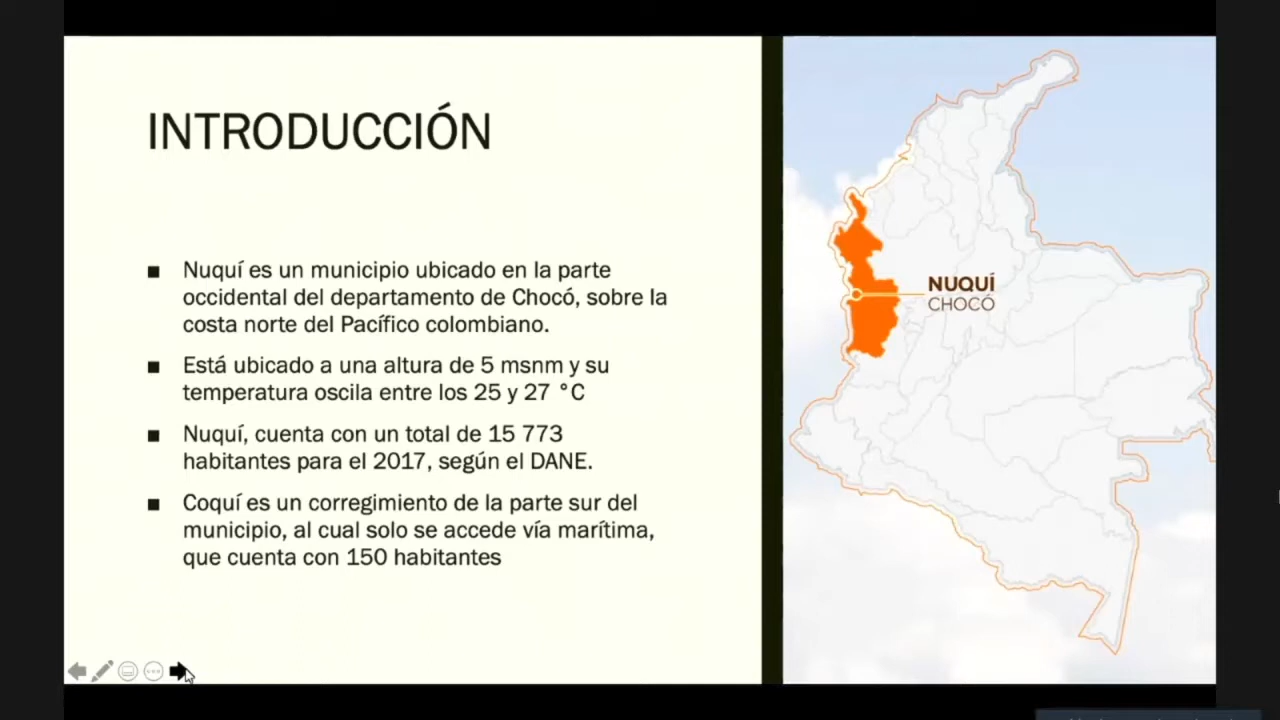 INTRODUCCIÓN
■ Nuquí es un municipio ubicado en la parte
occidental del departamento de Chocó, sobre la
costa norte del Pacífico colombiano.
■ Está ubicado a una altura de 5 msnm y su
temperatura oscila entre los 25 y 27 °C
■ Nuquí, cuenta con un total de 15 773
habitantes para el 2017, según el DANE.
■ Coquí es un corregimiento de la parte sur del
municipio, al cual solo se accede vía marítima,
que cuenta con 150 habitantes
NUQUÍ
CHOCÓ